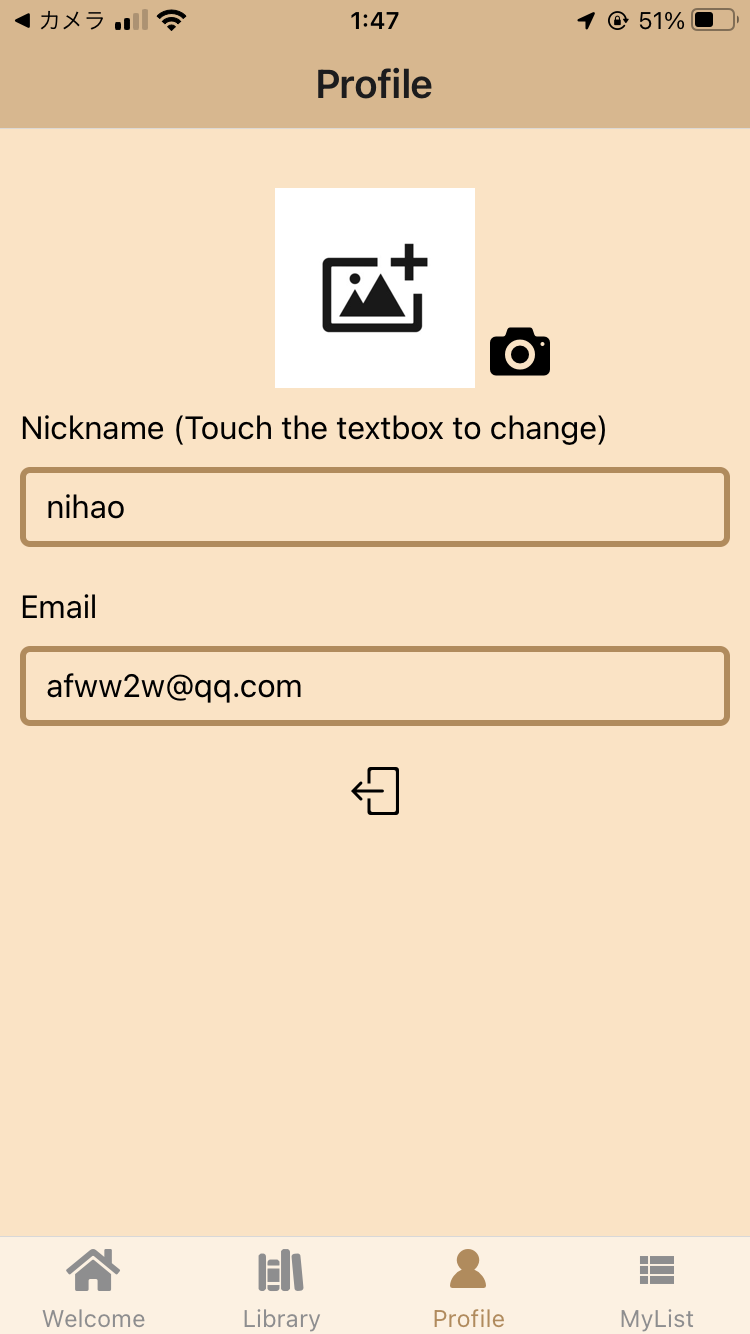 ◀ カメラ 1:47 51%
Profile
Nickname (Touch the textbox to change)
nihao
Email
afww2w@qq.com
Welcome Library Profile MyList